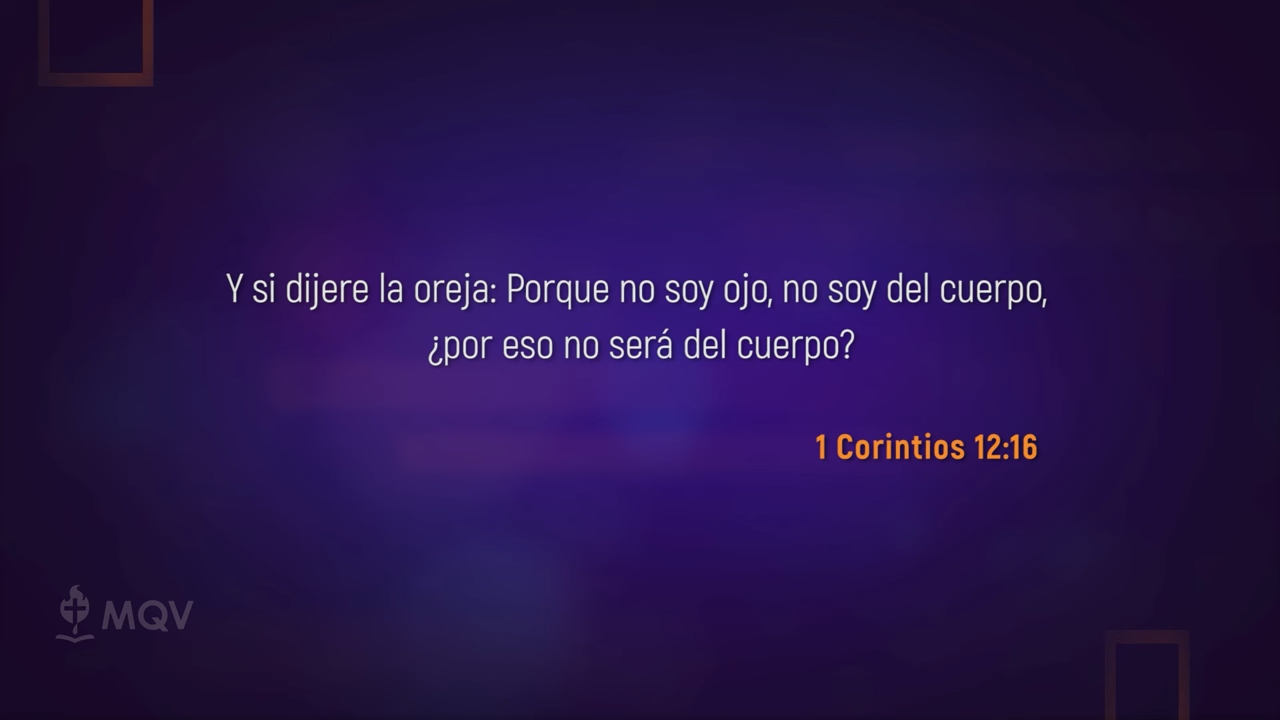 Y si dijere la oreja: Porque no soy ojo, no soy del cuerpo,
¿por eso no será del cuerpo?
1 Corintios 12:16
MQV